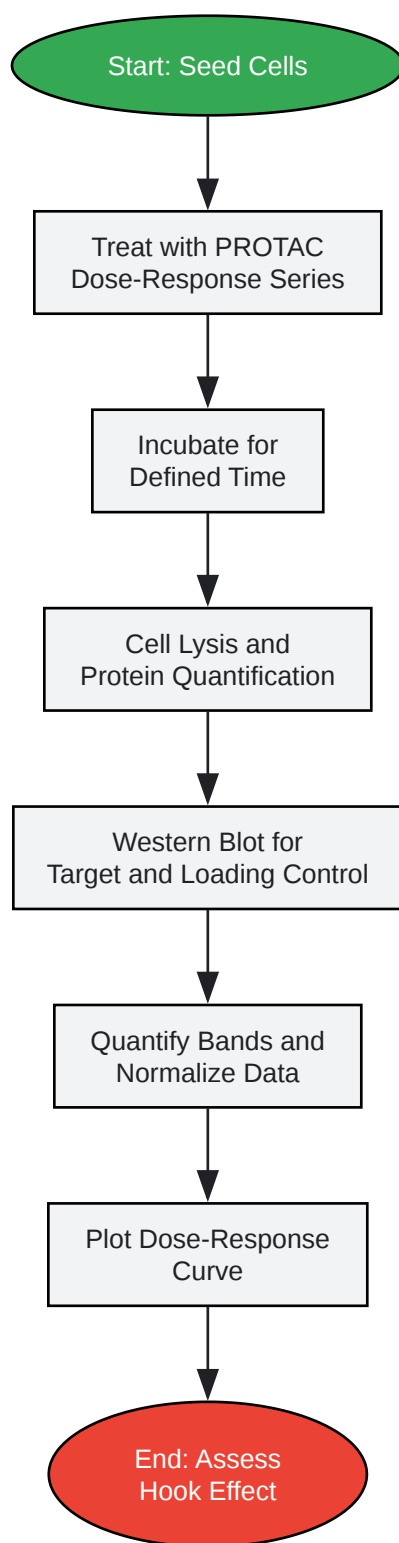 Start: Seed Cells
Treat with PROTAC
Dose-Response Series
Incubate for
Defined Time
Cell Lysis and
Protein Quantification
Western Blot for
Target and Loading Control
Quantify Bands and
Normalize Data
Plot Dose-Response
Curve
End: Assess
Hook Effect